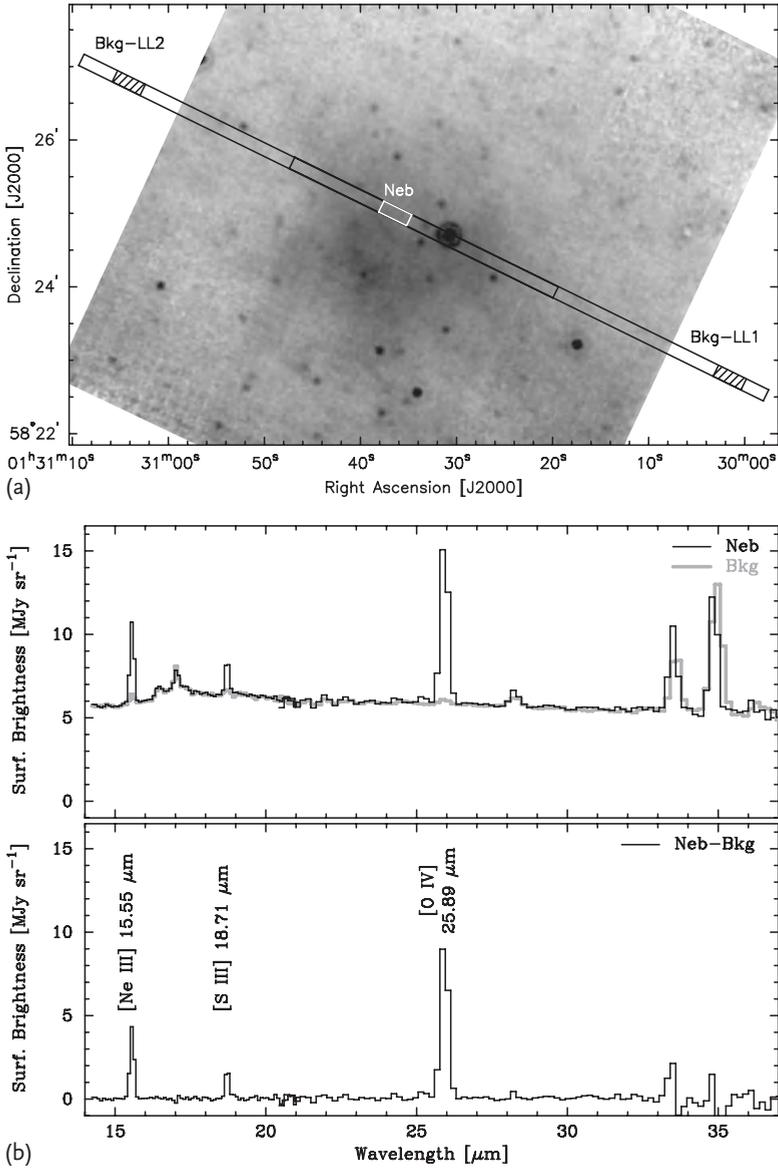 Bkg-LL2
26'
Neb
Declination [J2000]
24'
Bkg-LL1
58° 22'
01ʰ31ᵐ10ˢ 31ᵐ00ˢ 50ˢ 40ˢ 30ˢ 20ˢ 10ˢ 30ᵐ00ˢ
(a)
Right Ascension [J2000]
15
Neb
Bkg
10
Surf. Brightness [MJy sr⁻¹]
5
0
15
Neb-Bkg
[Ne III] 15.55 μm
[S III] 18.71 μm
[O IV]
25.89 μm
10
Surf. Brightness [MJy sr⁻¹]
5
0
15 20 25 30 35
(b)
Wavelength [μm]